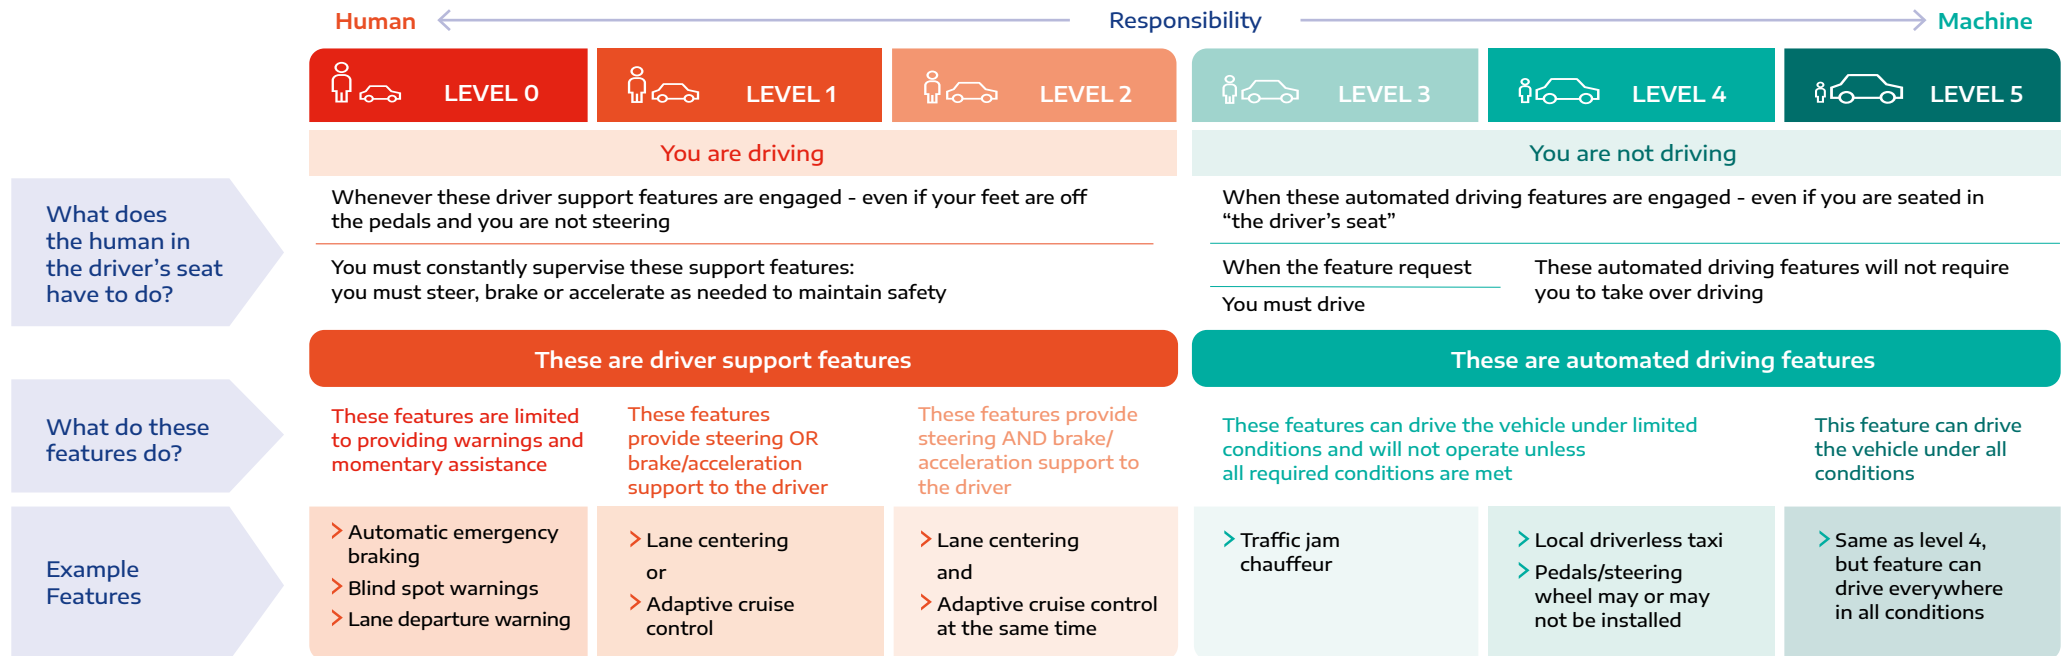 Human
Responsibility
Machine
LEVEL 0
LEVEL 1
LEVEL 2
LEVEL 3
LEVEL 4
LEVEL 5
You are driving
You are not driving
What does
the human in
the driver's seat
have to do?
Whenever these driver support features are engaged - even if your feet are off
the pedals and you are not steering
You must constantly supervise these support features:
you must steer, brake or accelerate as needed to maintain safety
When these automated driving features are engaged - even if you are seated in
“the driver’s seat”
When the feature request
You must drive
These automated driving features will not require
you to take over driving
These are driver support features
These are automated driving features
What do these
features do?
These features are limited
to providing warnings and
momentary assistance
These features
provide steering OR
brake/acceleration
support to the driver
These features provide
steering AND brake/
acceleration support to
the driver
These features can drive the vehicle under limited
conditions and will not operate unless
all required conditions are met
This feature can drive
the vehicle under all
conditions
Example
Features
Automatic emergency
braking
Blind spot warnings
Lane departure warning
Lane centering
or
Adaptive cruise
control
Lane centering
and
Adaptive cruise control
at the same time
Traffic jam
chauffeur
Local driverless taxi
Pedals/steering
wheel may or may
not be installed
Same as level 4,
but feature can
drive everywhere
in all conditions